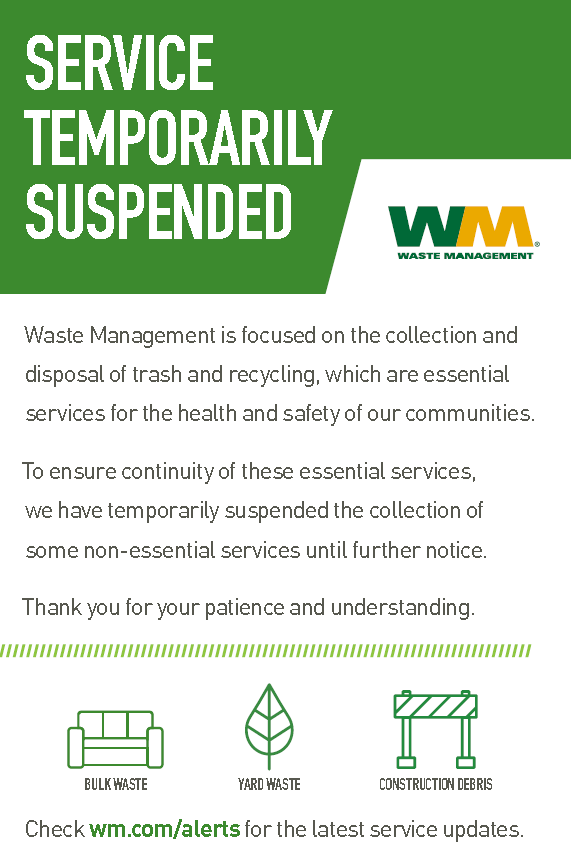 SERVICE
TEMPORARILY
SUSPENDED
WM®
WASTE MANAGEMENT
Waste Management is focused on the collection and
disposal of trash and recycling, which are essential
services for the health and safety of our communities.
To ensure continuity of these essential services,
we have temporarily suspended the collection of
some non-essential services until further notice.
Thank you for your patience and understanding.
BULK WASTE
YARD WASTE
CONSTRUCTION DEBRIS
Check wm.com/alerts for the latest service updates.